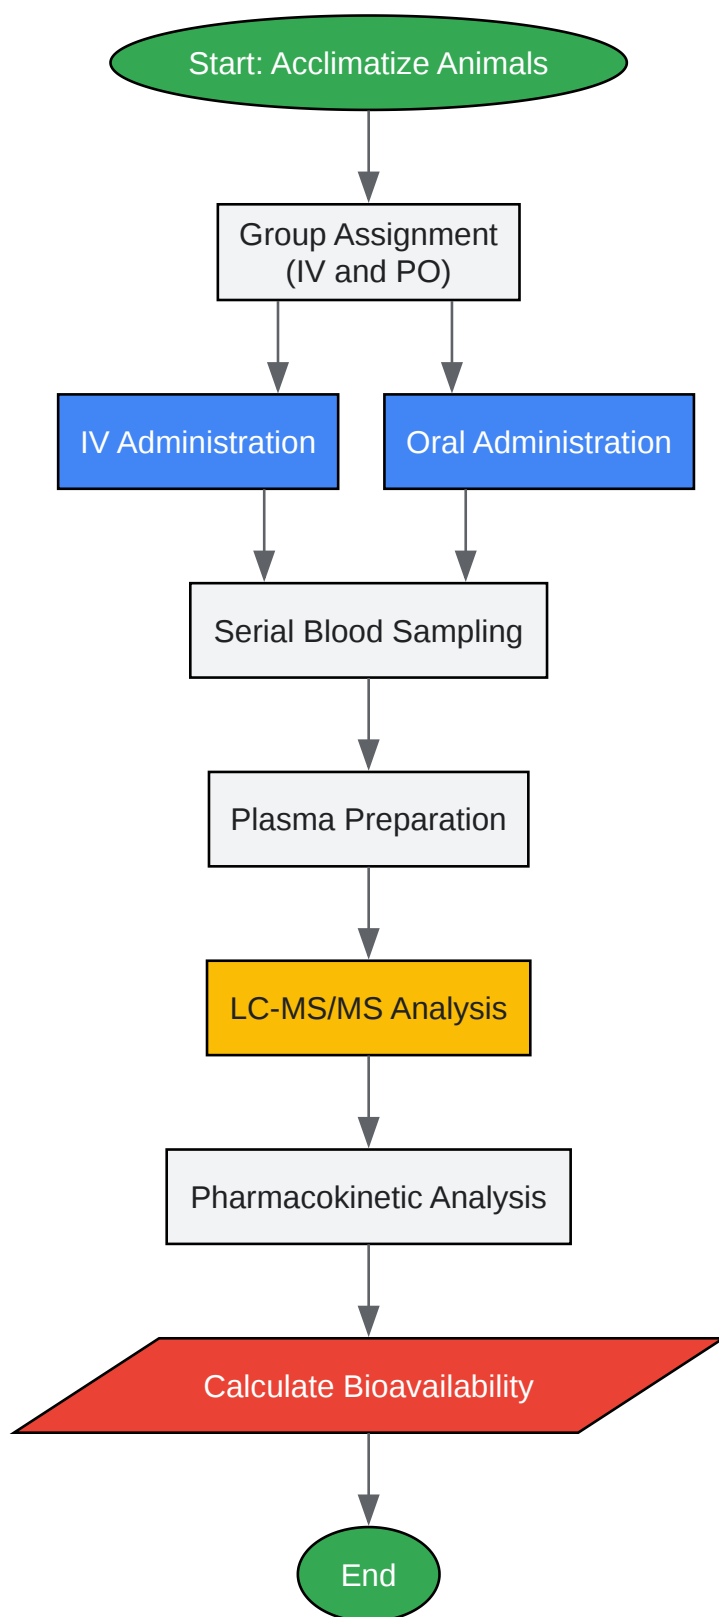 Start: Acclimatize Animals
Group Assignment
(IV and PO)
IV Administration
Oral Administration
Serial Blood Sampling
Plasma Preparation
LC-MS/MS Analysis
Pharmacokinetic Analysis
Calculate Bioavailability
End